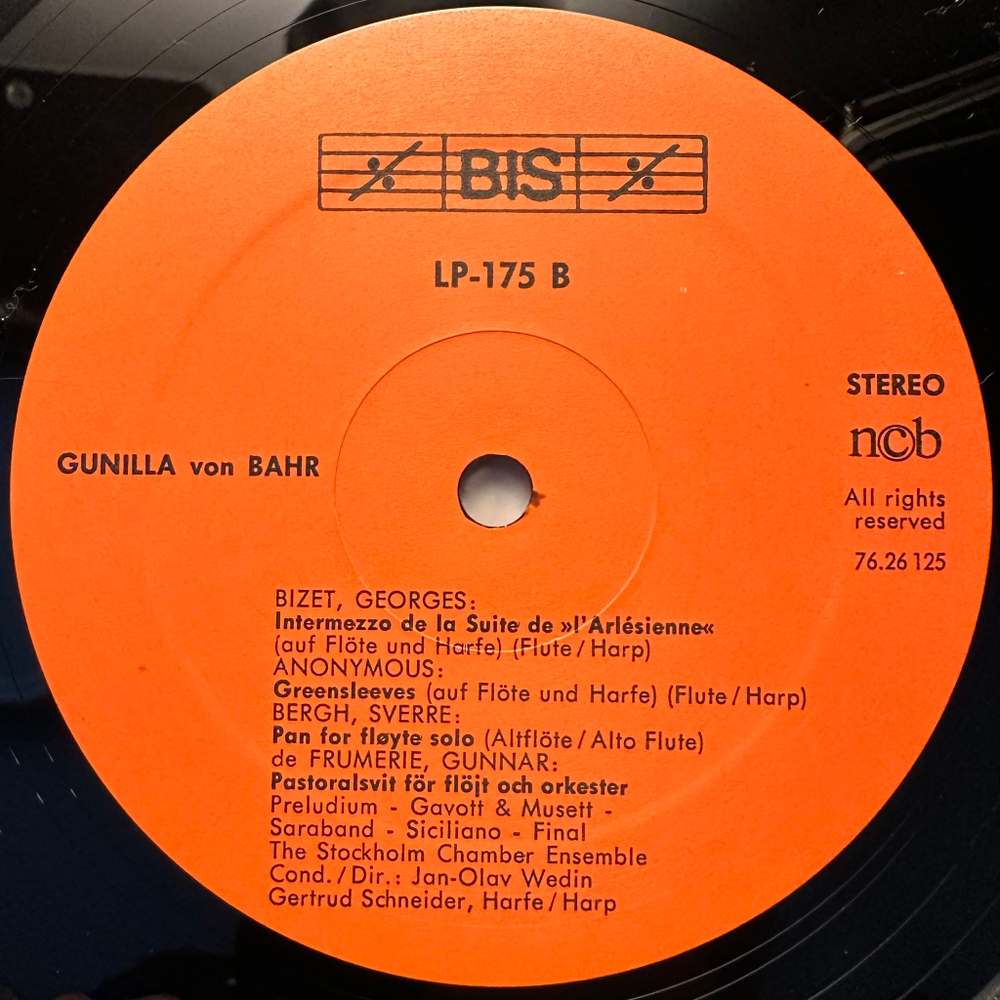 BIS
LP-175 B
STEREO
ncb
GUNILLA von BAHR
All rights
reserved
76.26 125
BIZET, GEORGES:
Intermezzo de la Suite de »l'Arlésienne«
(auf Flöte und Harfe) (Flute / Harp)
ANONYMOUS:
Greensleeves (auf Flöte und Harfe) (Flute / Harp)
BERGH, SVERRE:
Pan for fløyte solo (Altflöte / Alto Flute)
de FRUMERIE, GUNNAR:
Pastoralsvit för flöjt och orkester
Preludium - Gavott & Musett -
Saraband - Siciliano - Final
The Stockholm Chamber Ensemble
Cond. / Dir.: Jan-Olav Wedin
Gertrud Schneider, Harfe / Harp